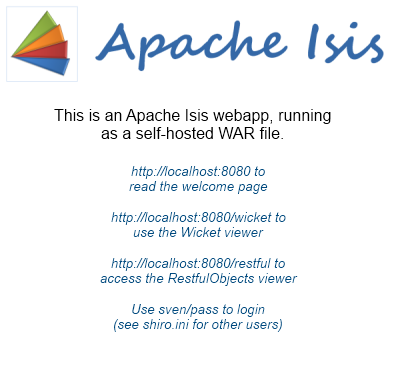 Apache Isis
This is an Apache Isis webapp, running
as a self-hosted WAR file.
http://localhost:8080 to
read the welcome page
http://localhost:8080/wicket to
use the Wicket viewer
http://localhost:8080/restful to
access the RestfulObjects viewer
Use sven/pass to login
(see shiro.ini for other users)